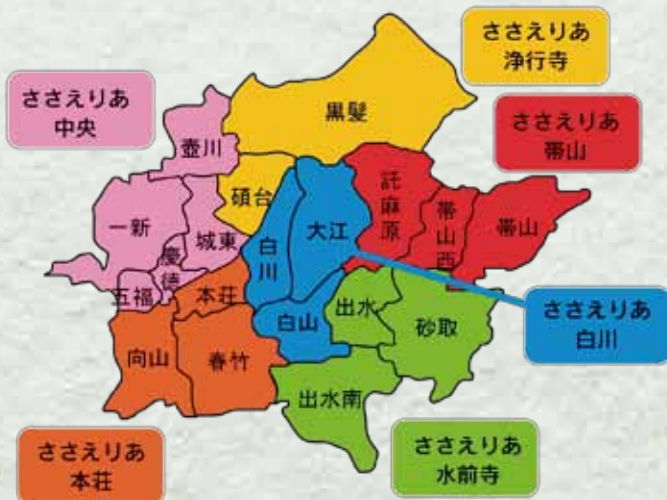 ささえりあ
浄行寺
ささえりあ
中央
ささえりあ
帯山
黒髪
壺川
碩台
託麻原
帯山西
帯山
一新
城東
慶徳
白川
大江
五福
本荘
白山
出水
砂取
ささえりあ
白川
向山
春竹
出水南
ささえりあ
本荘
ささえりあ
水前寺